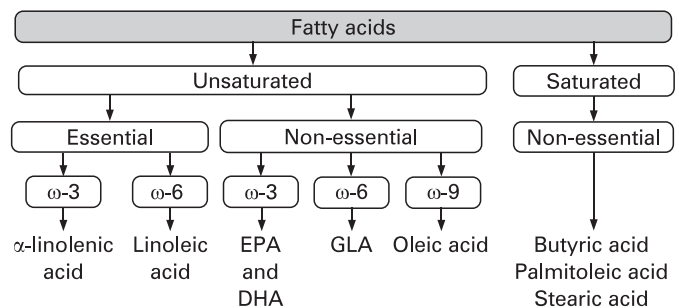 Fatty acids
Unsaturated
Saturated
Essential
Non-essential
Non-essential
ω-3
ω-6
ω-3
ω-6
ω-9
α-linolenic
acid
Linoleic
acid
EPA
and
DHA
GLA
Oleic acid
Butyric acid
Palmitoleic acid
Stearic acid